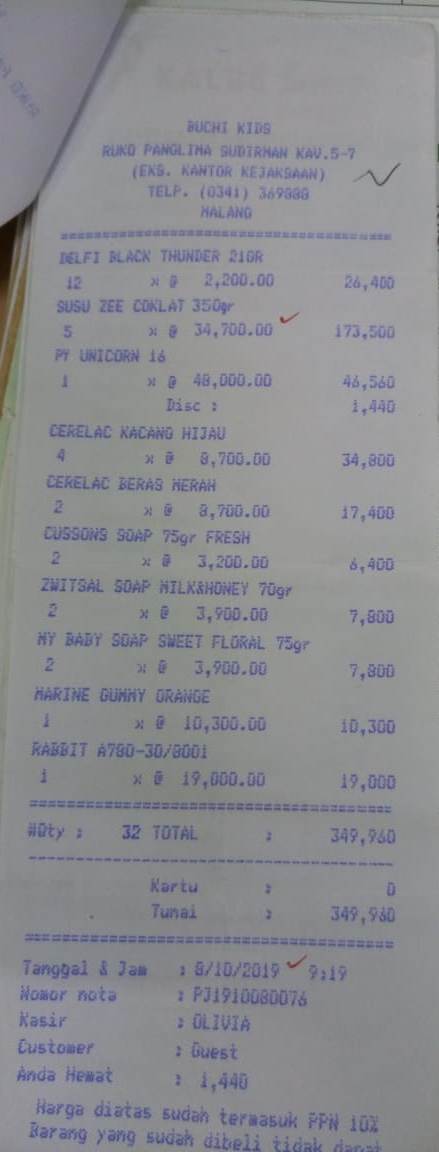 BUCHI KIDS
RUKO PANGLIMA SUDIRMAN KAV.5-7
(EKS. KANTOR KEJAKSAAN)
TELP. (0341) 369888
MALANG
DELFI BLACK THUNDER 21GR
12 x @ 2,200.00 26,400
SUSU ZEE COKLAT 350gr
5 x @ 34,700.00 173,500
PY UNICORN 16
1 x @ 48,000.00 46,560
Disc : 1,440
CERELAC KACANG HIJAU
4 x @ 8,700.00 34,800
CERELAC BERAS MERAH
2 x @ 8,700.00 17,400
CUSSONS SOAP 75gr FRESH
2 x @ 3,200.00 6,400
ZWITSAL SOAP MILK&HONEY 70gr
2 x @ 3,900.00 7,800
MY BABY SOAP SWEET FLORAL 75gr
2 x @ 3,900.00 7,800
MARINE GUMMY ORANGE
1 x @ 10,300.00 10,300
RABBIT A780-30/8001
1 x @ 19,000.00 19,000
#Qty : 32 TOTAL : 349,960
Kartu : 0
Tunai : 349,960
Tanggal & Jam : 8/10/2019 9:19
Nomor nota : PJ1910080076
Kasir : OLIVIA
Customer : Guest
Anda Hemat : 1,440
Harga diatas sudah termasuk PPN 10%
Barang yang sudah dibeli tidak dapat